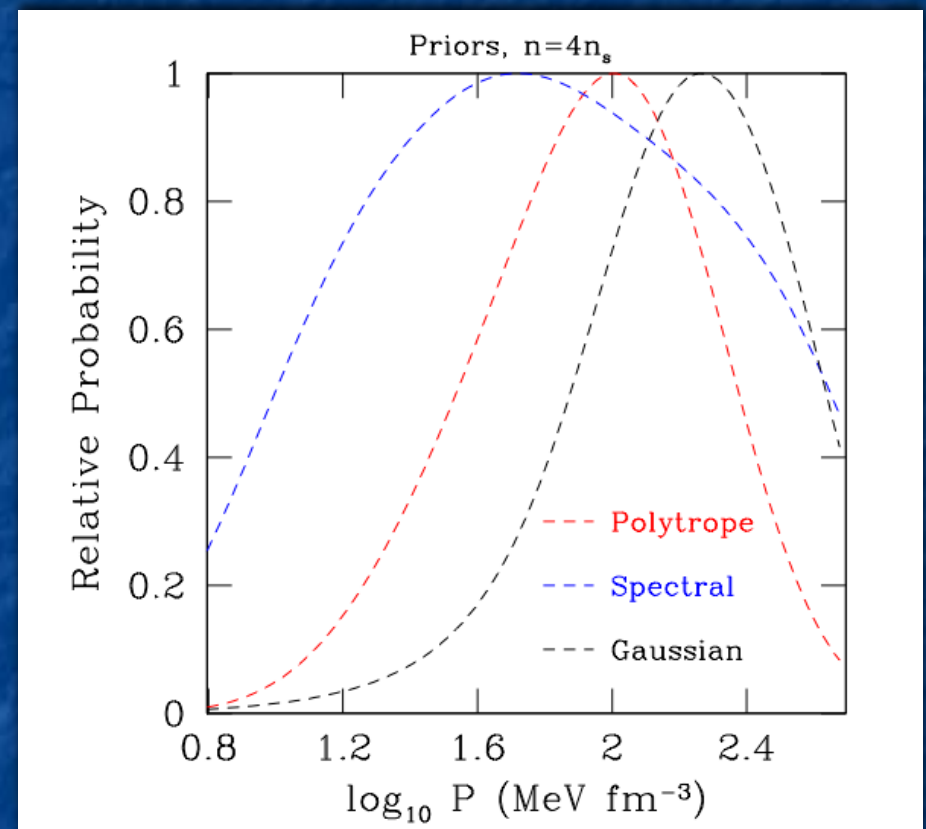 Priors, n=4nₛ
1
0.8
0.6
0.4
0.2
0
Relative Probability
Polytrope
Spectral
Gaussian
0.8 1.2 1.6 2 2.4
log₁₀ P (MeV fm⁻³)